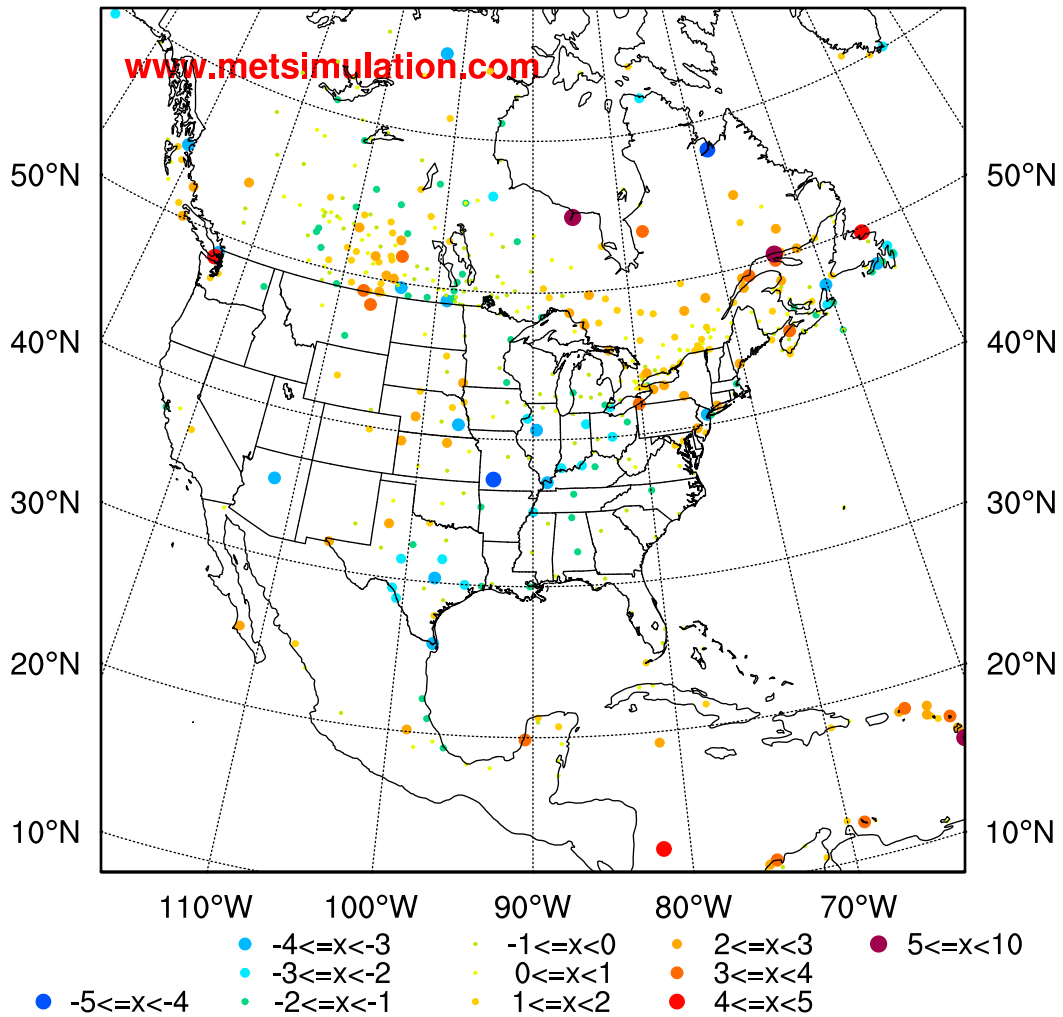 www.metsimulation.com
50°N 50°N
40°N 40°N
30°N 30°N
20°N 20°N
10°N 10°N
110°W 100°W 90°W 80°W 70°W
-4<=x<-3 -1<=x<0 2<=x<3 5<=x<10
-3<=x<-2 0<=x<1 3<=x<4
-5<=x<-4 -2<=x<-1 1<=x<2 4<=x<5